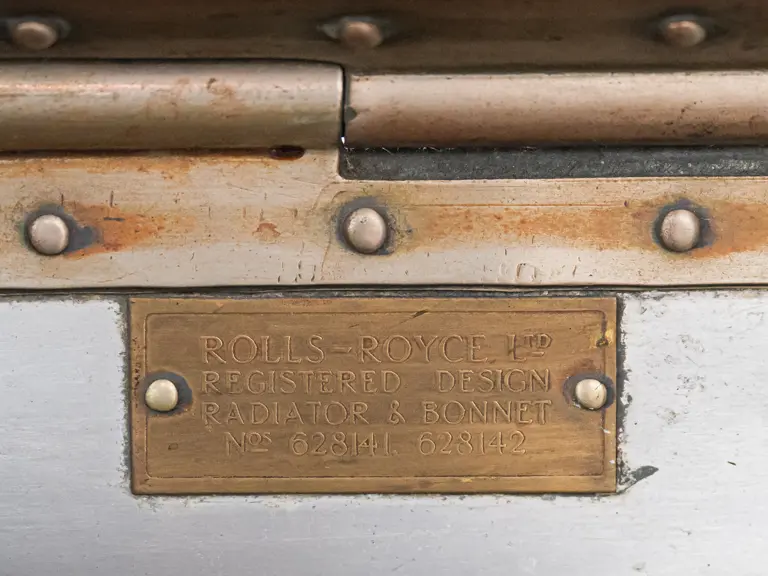 ROLLS-ROYCE LTD
REGISTERED DESIGN
RADIATOR & BONNET
NOS 628141. 628142